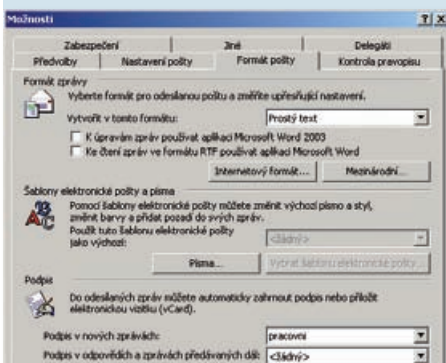 Možnosti
Zabezpečení Jiné Delegáti
Předvolby Nastavení pošty Formát pošty Kontrola pravopisu
Formát zprávy
Vyberte formát pro odesílanou poštu a změňte upřesňující nastavení.
Vytvořit v tomto formátu: Prostý text
K úpravám zpráv používat aplikaci Microsoft Word 2003
Ke čtení zpráv ve formátu RTF používat aplikaci Microsoft Word
Internetový formát... Mezinárodní...
Šablony elektronické pošty a písma
Pomocí šablony elektronické pošty můžete změnit výchozí písmo a styl,
změnit barvy a přidat pozadí do svých zpráv.
Použít tuto šablonu elektronické pošty
jako výchozí: <žádný>
Písma... Vybrat šablonu elektronické pošty...
Podpis
Do odesílaných zpráv můžete automaticky zahrnout podpis nebo přiložit
elektronickou vizitku (vCard).
Podpis v nových zprávách: pracovní
Podpis v odpovědích a zprávách předávaných dál: <žádný>